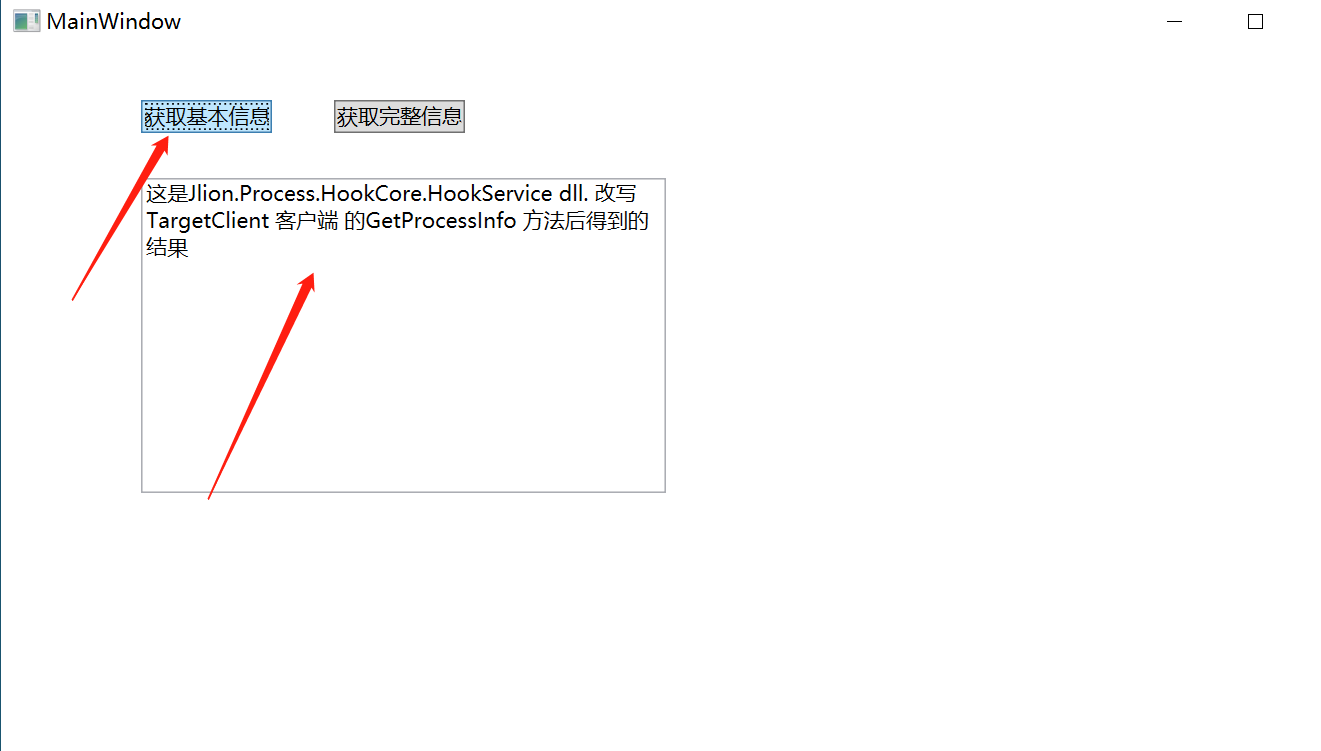 MainWindow
获取基本信息 获取完整信息
这是Jlion.Process.HookCore.HookService dll. 改写
TargetClient 客户端 的GetProcessInfo 方法后得到的
结果